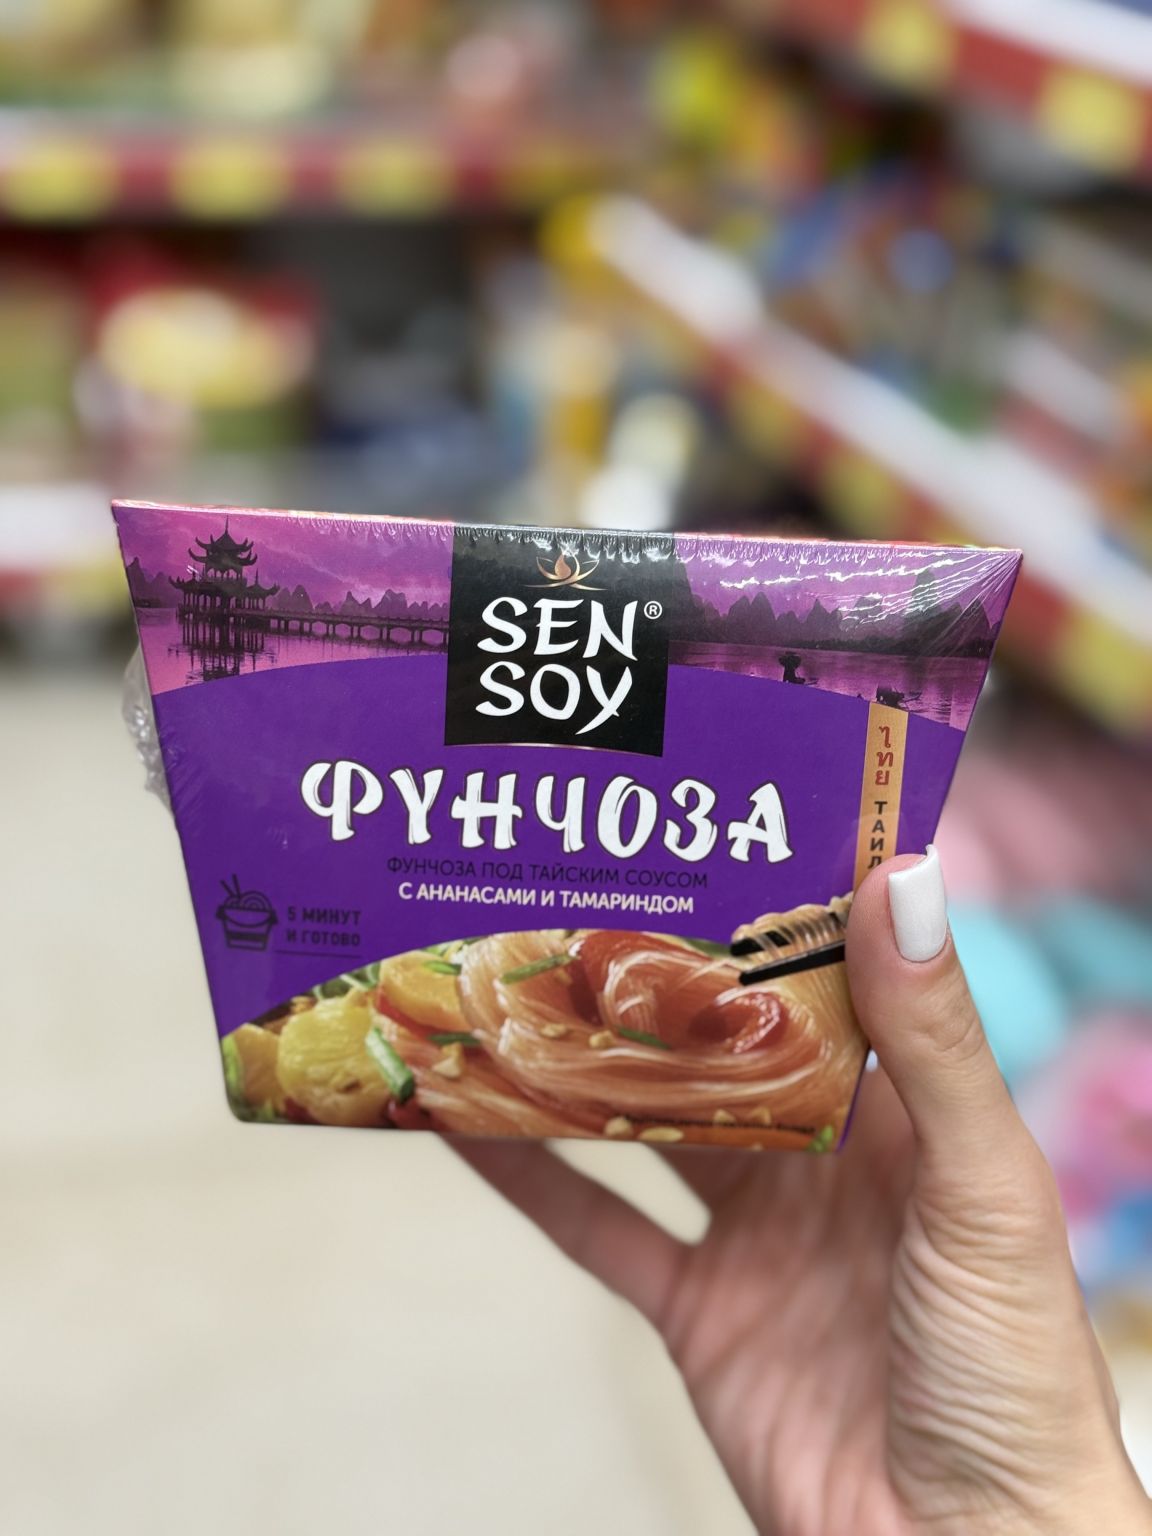 SEN®
SOY
ФУНЧОЗА
ФУНЧОЗА ПОД ТАЙСКИМ СОУСОМ
С АНАНАСАМИ И ТАМАРИНДОМ
5 МИНУТ
И ГОТОВО
ไทย ТАИЛ